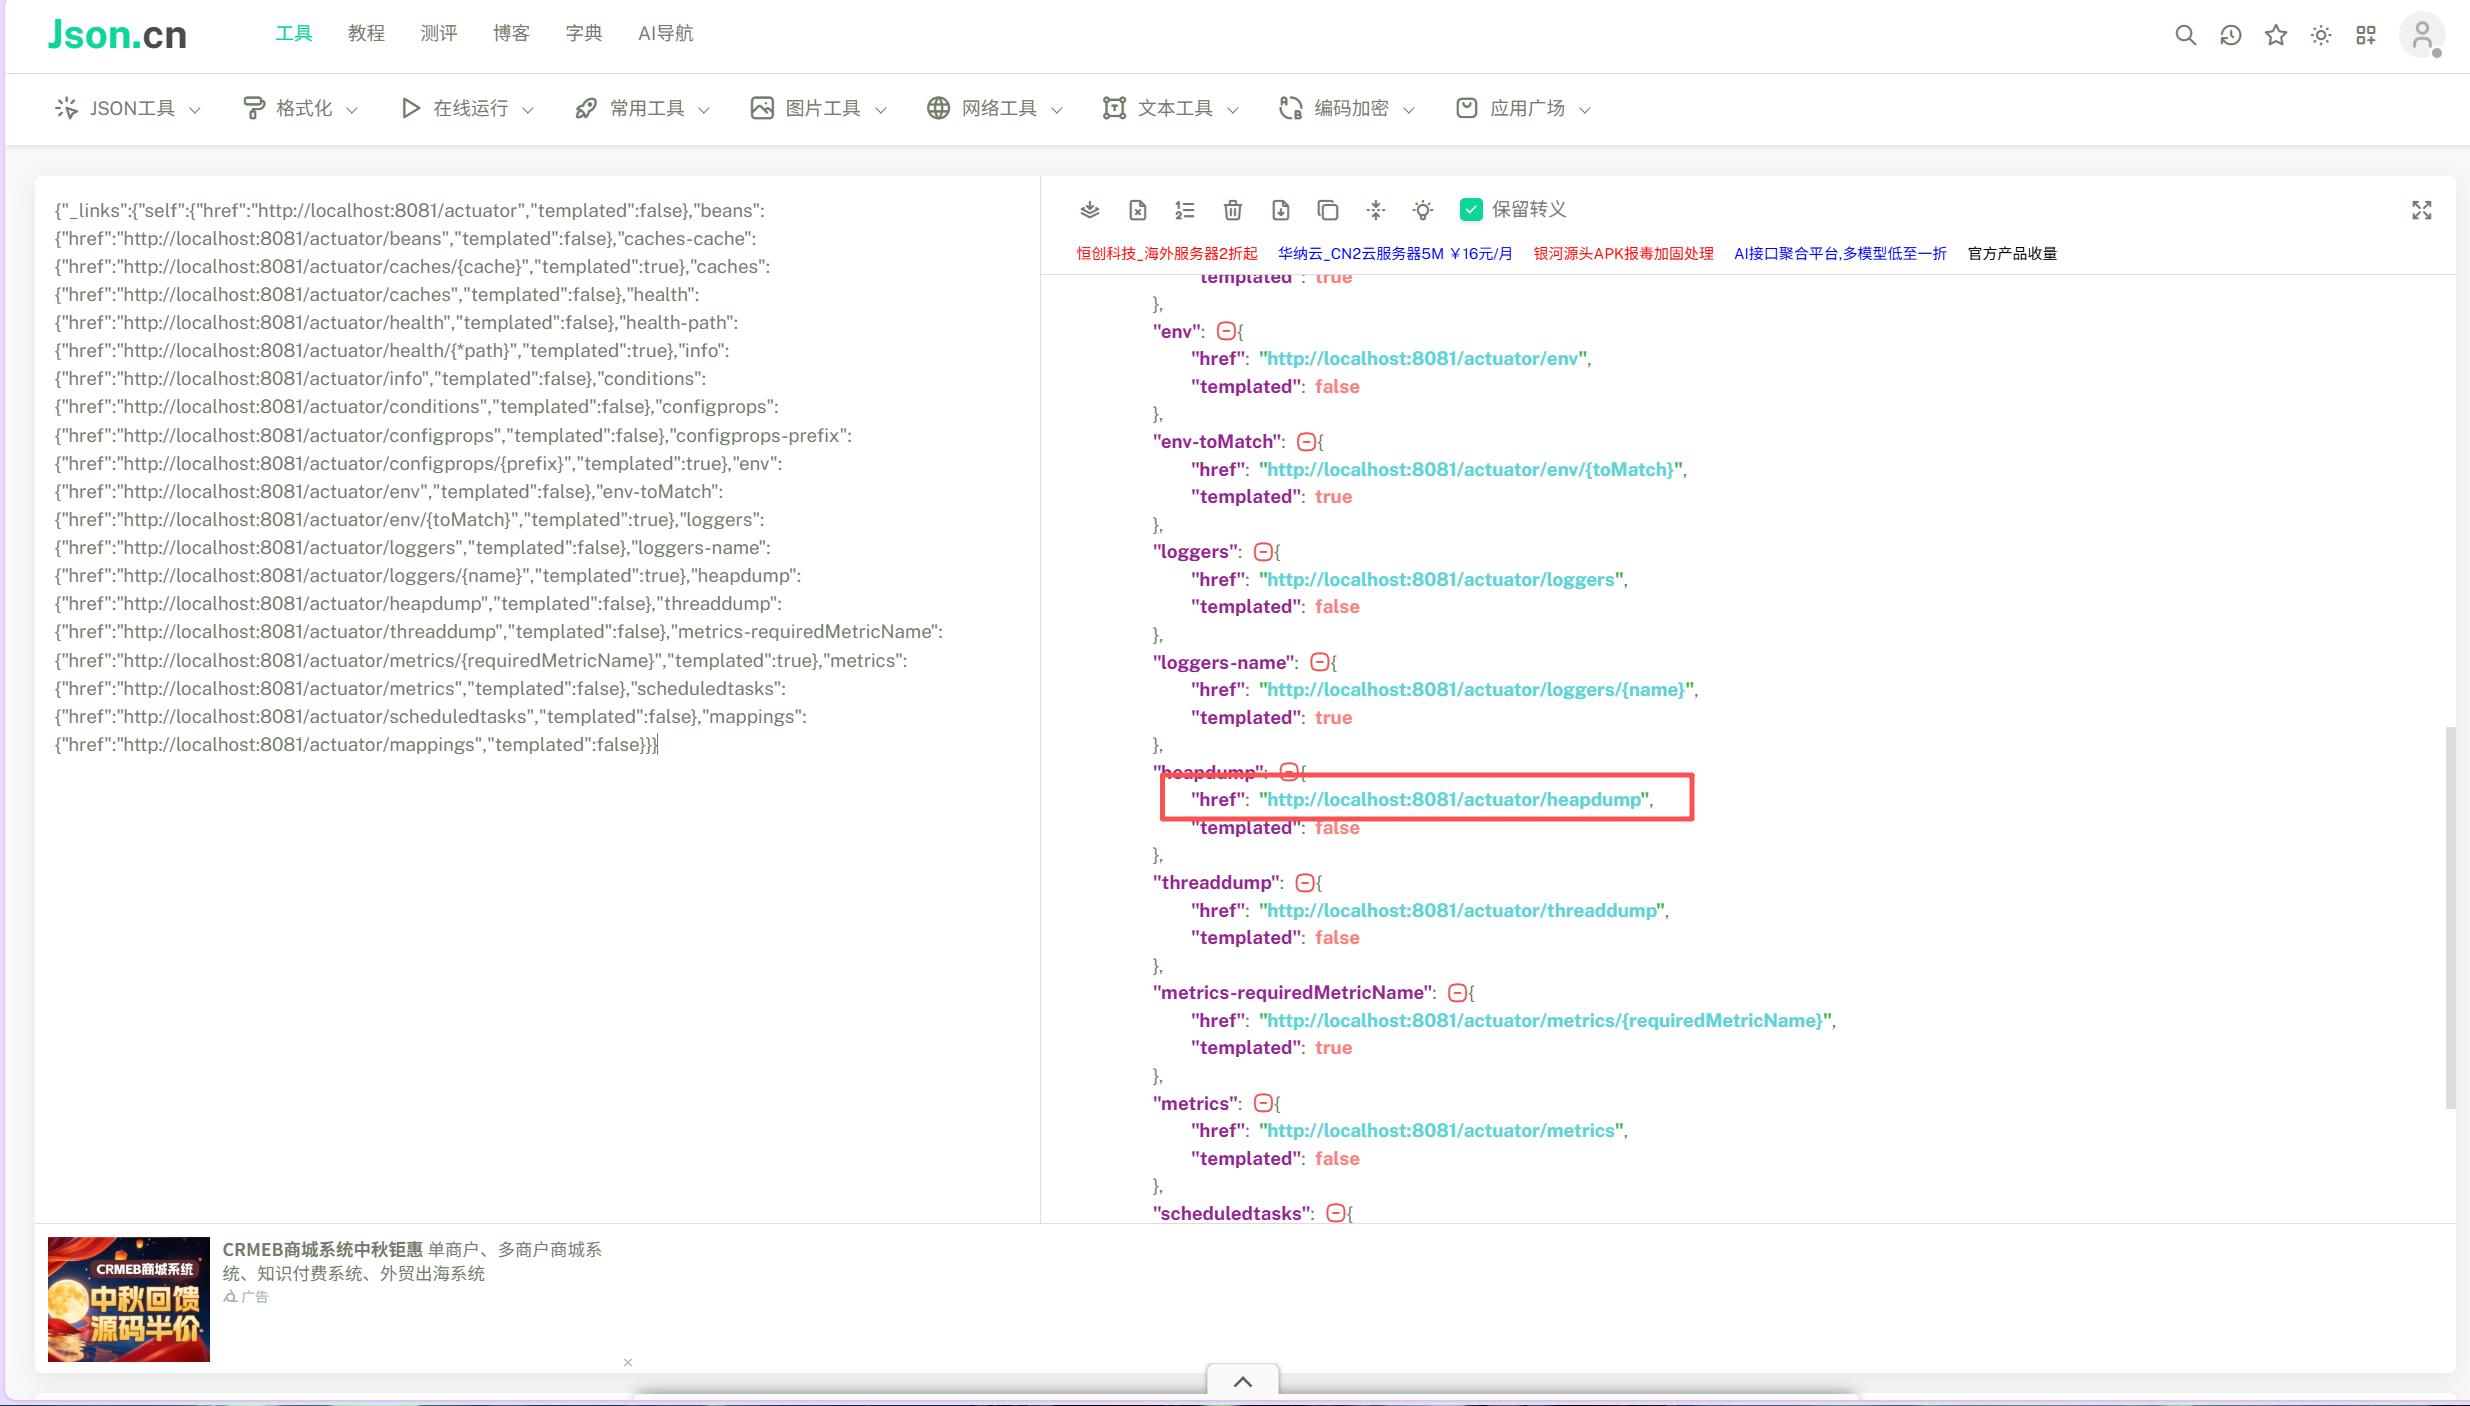 Json.cn
工具 教程 测评 博客 字典 AI导航
JSON工具 格式化 在线运行 常用工具 图片工具 网络工具 文本工具 编码加密 应用广场
{"_links":{"self":{"href":"http://localhost:8081/actuator","templated":false},"beans":
{"href":"http://localhost:8081/actuator/beans","templated":false},"caches-cache":
{"href":"http://localhost:8081/actuator/caches/{cache}","templated":true},"caches":
{"href":"http://localhost:8081/actuator/caches","templated":false},"health":
{"href":"http://localhost:8081/actuator/health","templated":false},"health-path":
{"href":"http://localhost:8081/actuator/health/{*path}","templated":true},"info":
{"href":"http://localhost:8081/actuator/info","templated":false},"conditions":
{"href":"http://localhost:8081/actuator/conditions","templated":false},"configprops":
{"href":"http://localhost:8081/actuator/configprops","templated":false},"configprops-prefix":
{"href":"http://localhost:8081/actuator/configprops/{prefix}","templated":true},"env":
{"href":"http://localhost:8081/actuator/env","templated":false},"env-toMatch":
{"href":"http://localhost:8081/actuator/env/{toMatch}","templated":true},"loggers":
{"href":"http://localhost:8081/actuator/loggers","templated":false},"loggers-name":
{"href":"http://localhost:8081/actuator/loggers/{name}","templated":true},"heapdump":
{"href":"http://localhost:8081/actuator/heapdump","templated":false},"threaddump":
{"href":"http://localhost:8081/actuator/threaddump","templated":false},"metrics-requiredMetricName":
{"href":"http://localhost:8081/actuator/metrics/{requiredMetricName}","templated":true},"metrics":
{"href":"http://localhost:8081/actuator/metrics","templated":false},"scheduledtasks":
{"href":"http://localhost:8081/actuator/scheduledtasks","templated":false},"mappings":
{"href":"http://localhost:8081/actuator/mappings","templated":false}}}
保留转义
恒创科技_海外服务器2折起 华纳云_CN2云服务器5M ￥16元/月 银河源头APK报毒加固处理 AI接口聚合平台,多模型低至一折 官方产品收量
"templated": true
},
"env": {
"href": "http://localhost:8081/actuator/env",
"templated": false
},
"env-toMatch": {
"href": "http://localhost:8081/actuator/env/{toMatch}",
"templated": true
},
"loggers": {
"href": "http://localhost:8081/actuator/loggers",
"templated": false
},
"loggers-name": {
"href": "http://localhost:8081/actuator/loggers/{name}",
"templated": true
},
"heapdump": {
"href": "http://localhost:8081/actuator/heapdump",
"templated": false
},
"threaddump": {
"href": "http://localhost:8081/actuator/threaddump",
"templated": false
},
"metrics-requiredMetricName": {
"href": "http://localhost:8081/actuator/metrics/{requiredMetricName}",
"templated": true
},
"metrics": {
"href": "http://localhost:8081/actuator/metrics",
"templated": false
},
"scheduledtasks": {
CRMEB商城系统
中秋回馈
源码半价
CRMEB商城系统中秋钜惠 单商户、多商户商城系
统、知识付费系统、外贸出海系统
广告